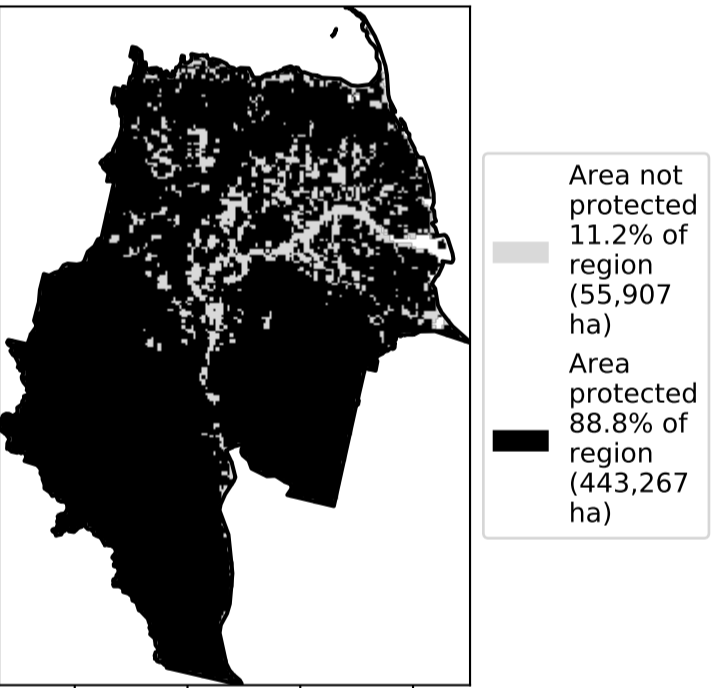 Area not
protected
11.2% of
region
(55,907
ha)
Area
protected
88.8% of
region
(443,267
ha)